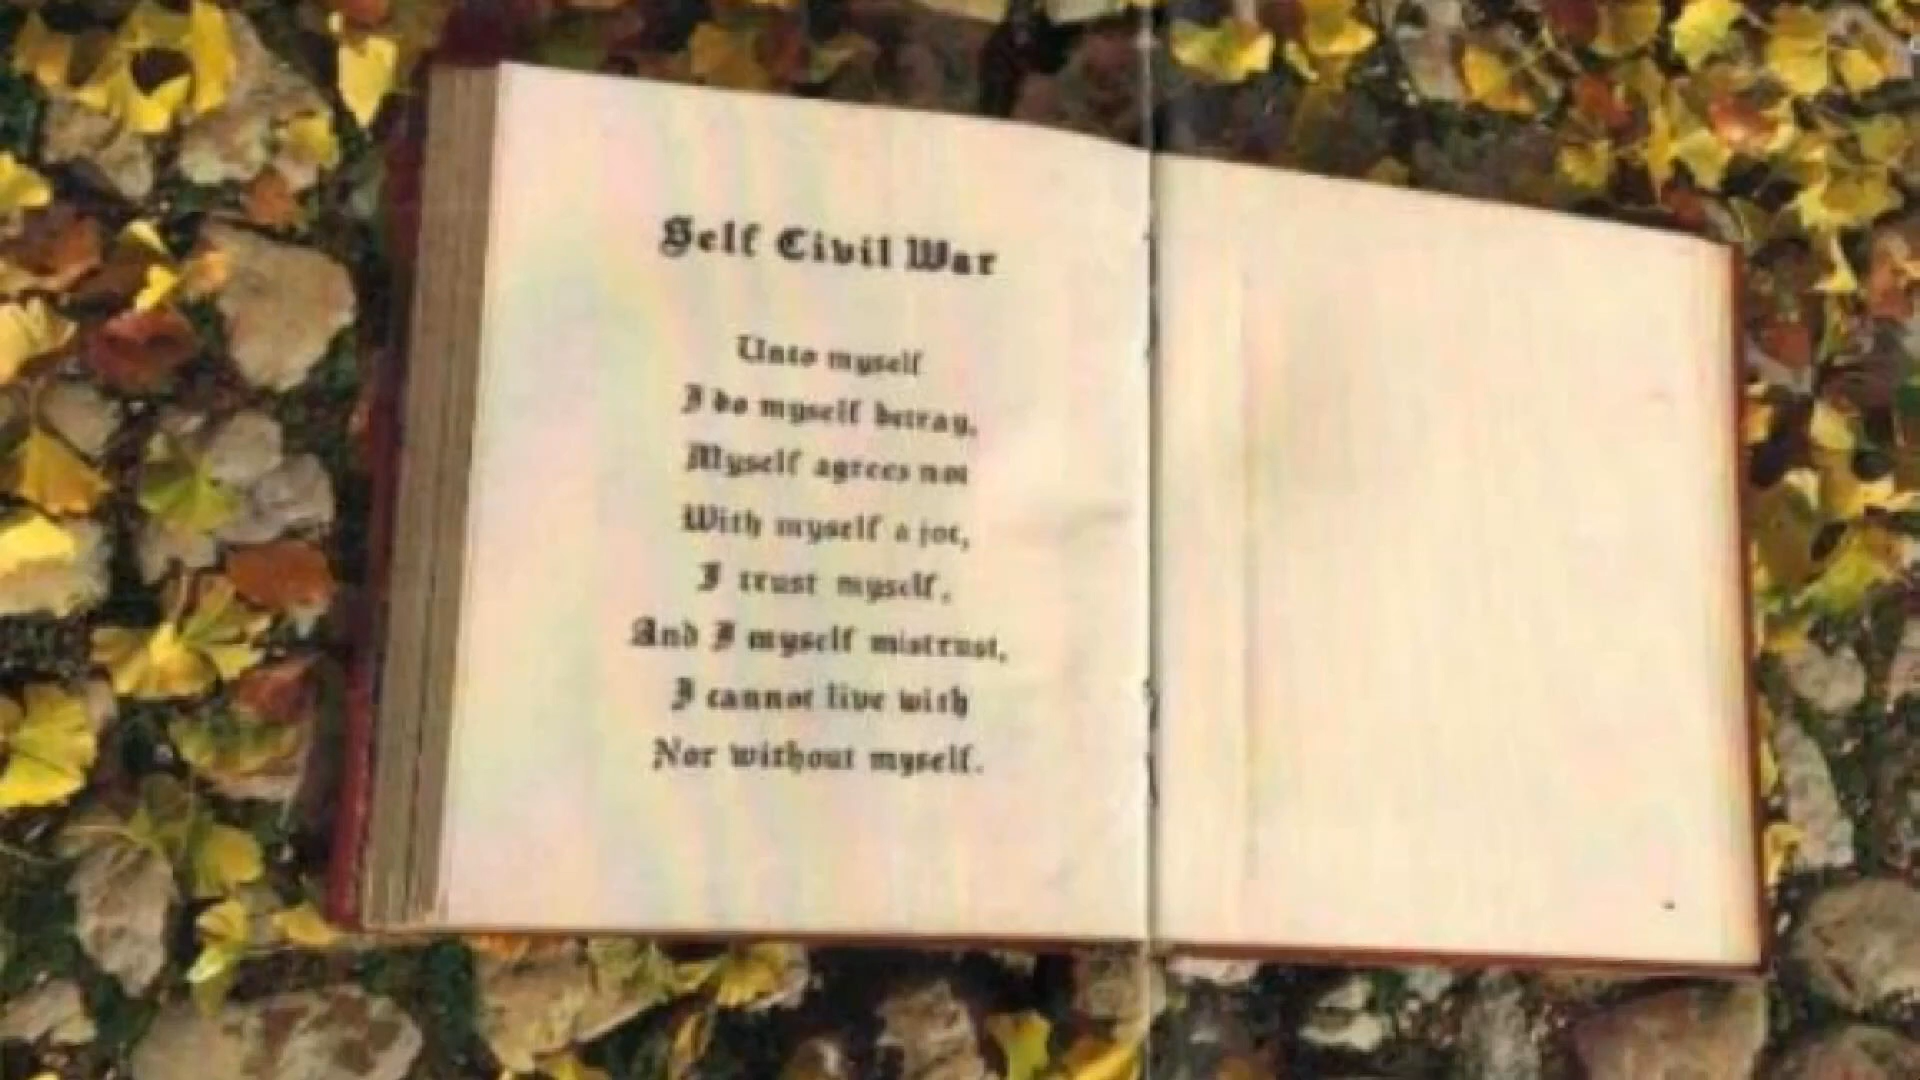 Self Civil War
Unto myself
I do myself betray,
Myself agrees not
With myself a jot,
I trust myself,
And I myself mistrust,
I cannot live with
Nor without myself.